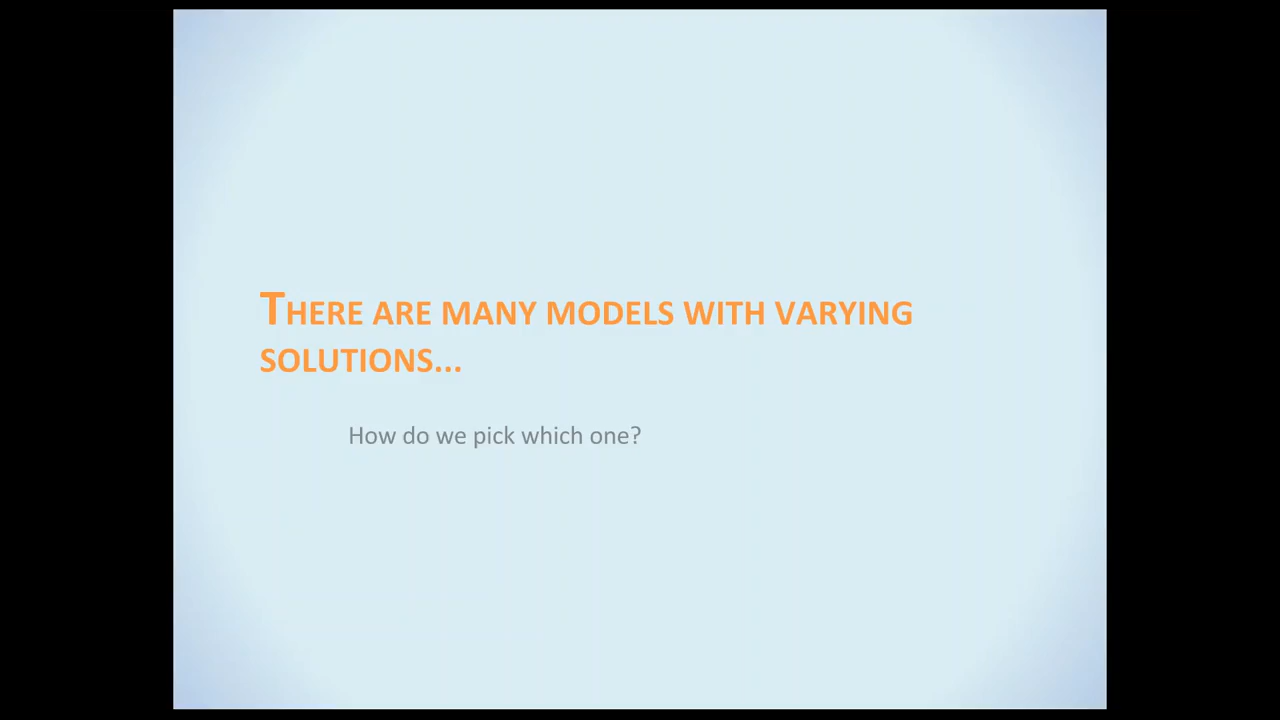 THERE ARE MANY MODELS WITH VARYING
SOLUTIONS...
How do we pick which one?